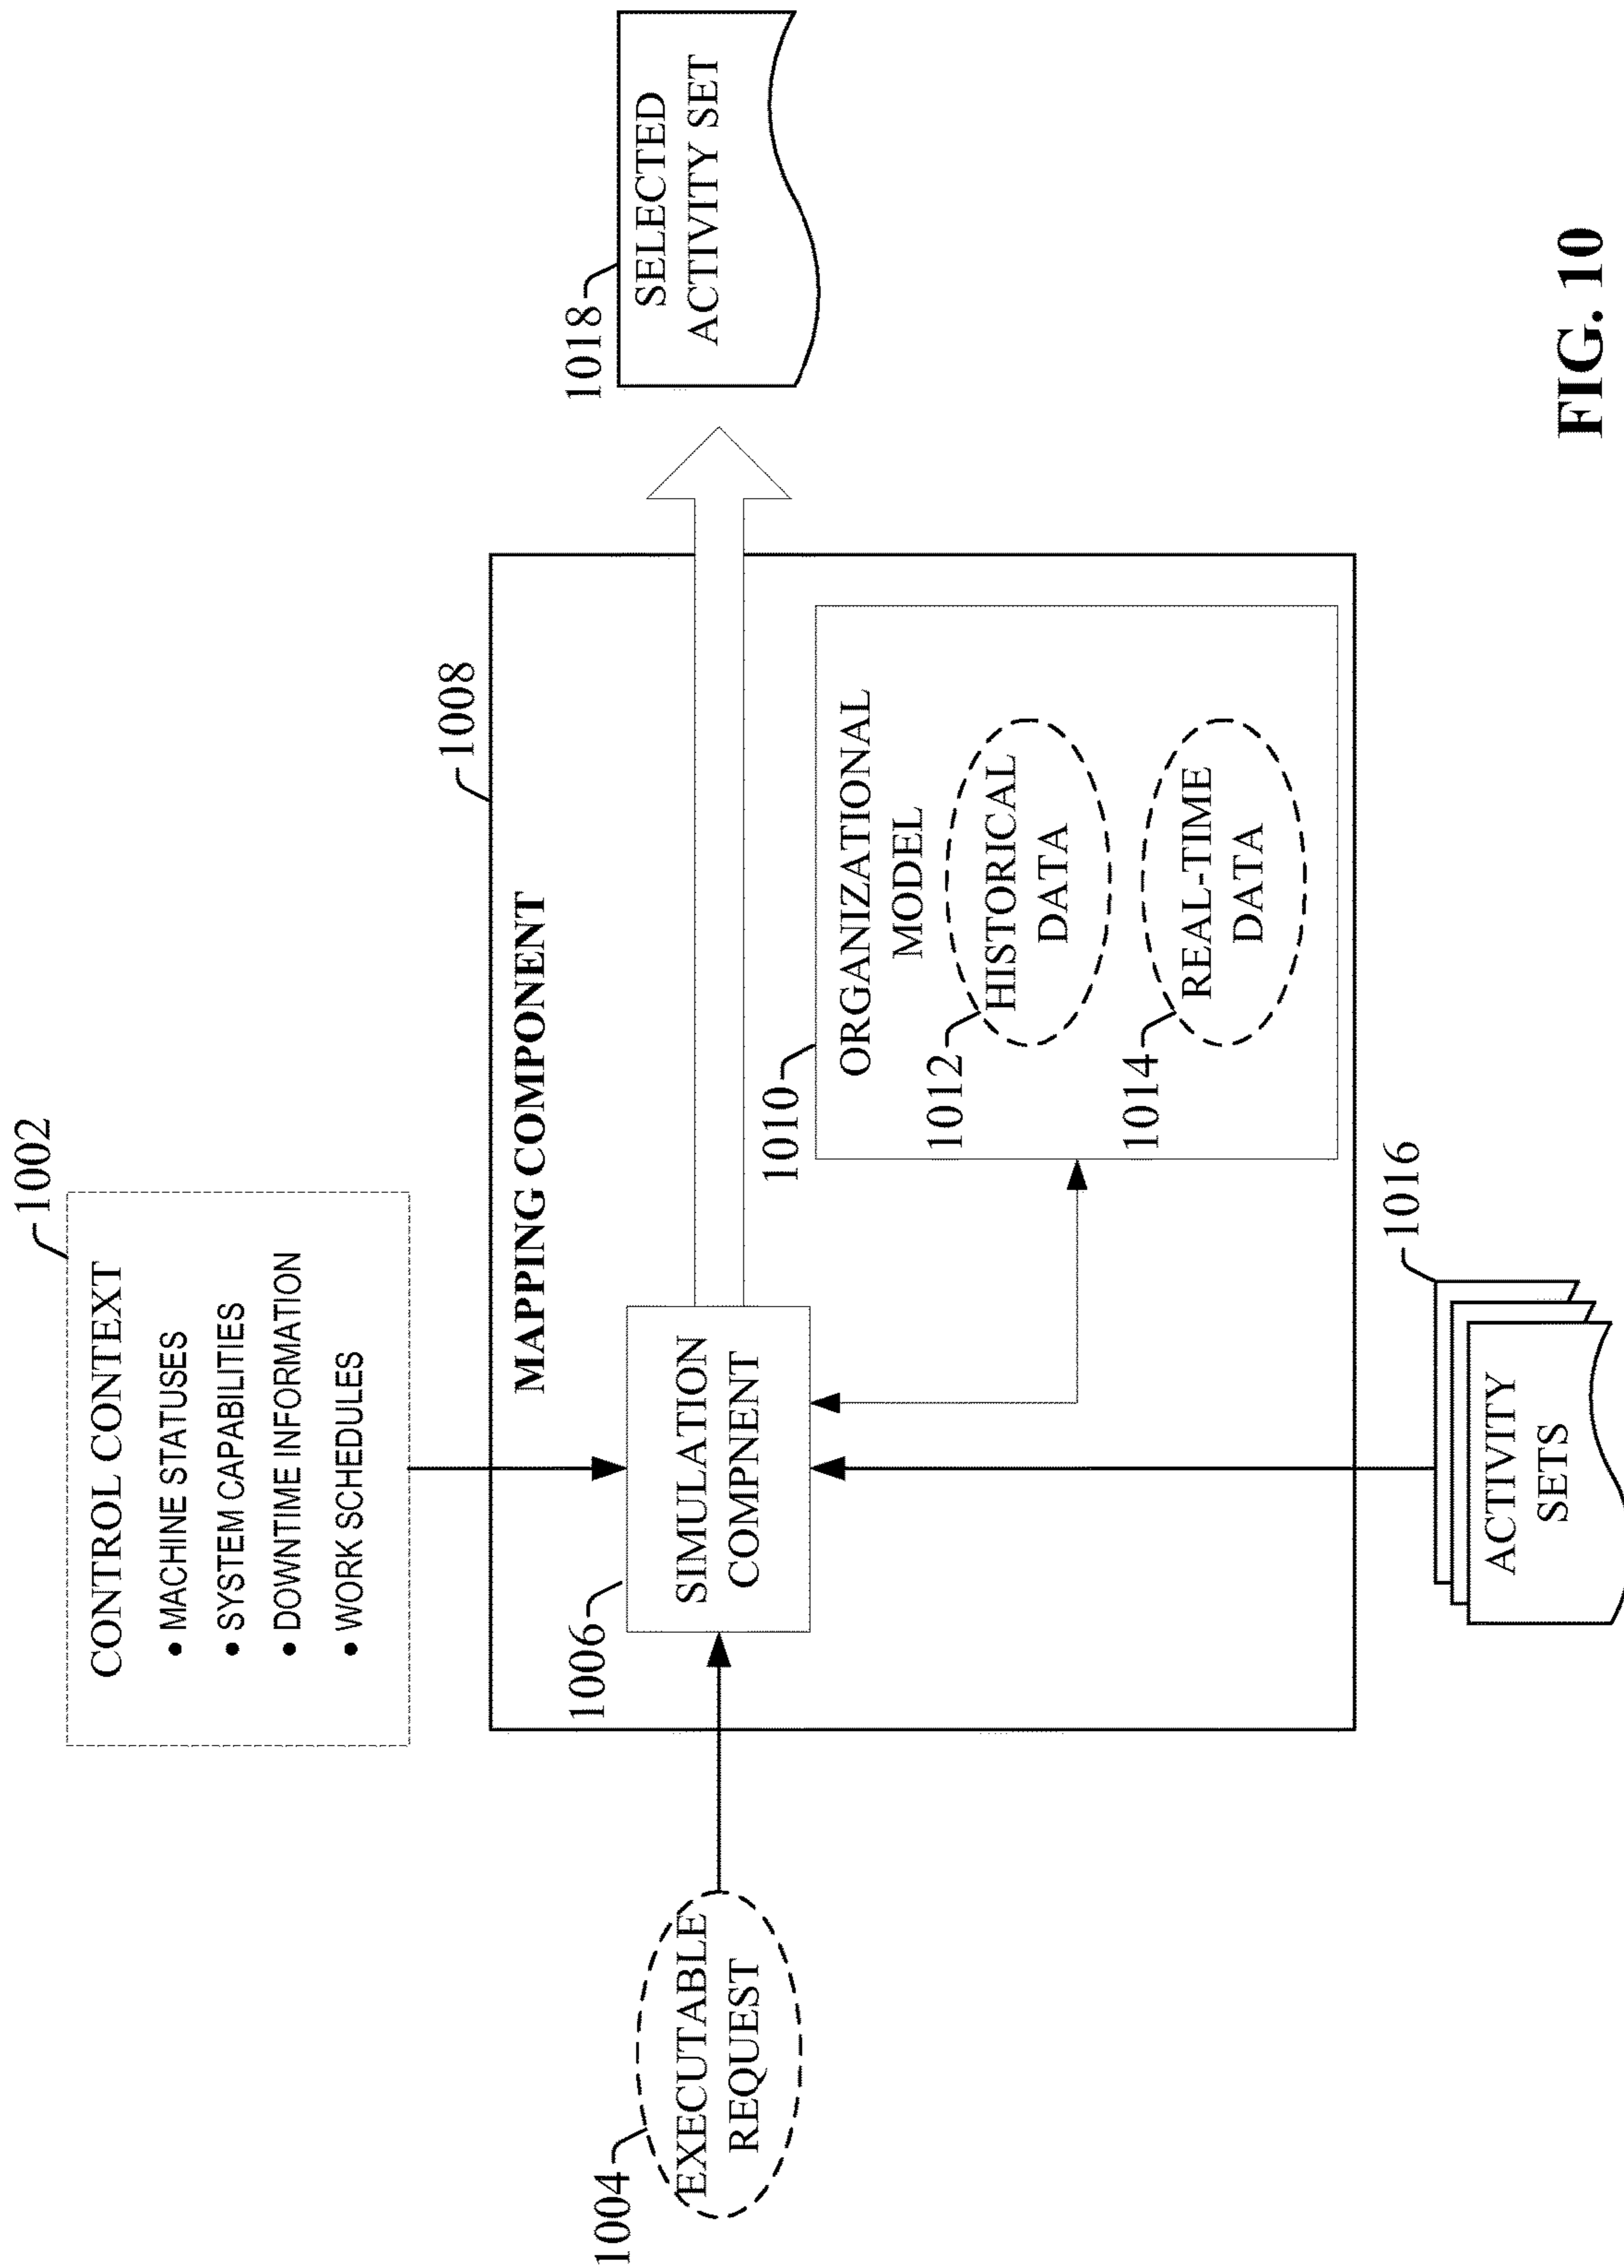 1002
CONTROL CONTEXT
• MACHINE STATUSES
• SYSTEM CAPABILITIES
• DOWNTIME INFORMATION
• WORK SCHEDULES
1008
MAPPING COMPONENT
1004
EXECUTABLE
REQUEST
1006
SIMULATION
COMPNENT
1018
SELECTED
ACTIVITY SET
1010
ORGANIZATIONAL
MODEL
1012
HISTORICAL
DATA
1014
REAL-TIME
DATA
1016
ACTIVITY
SETS
FIG. 10